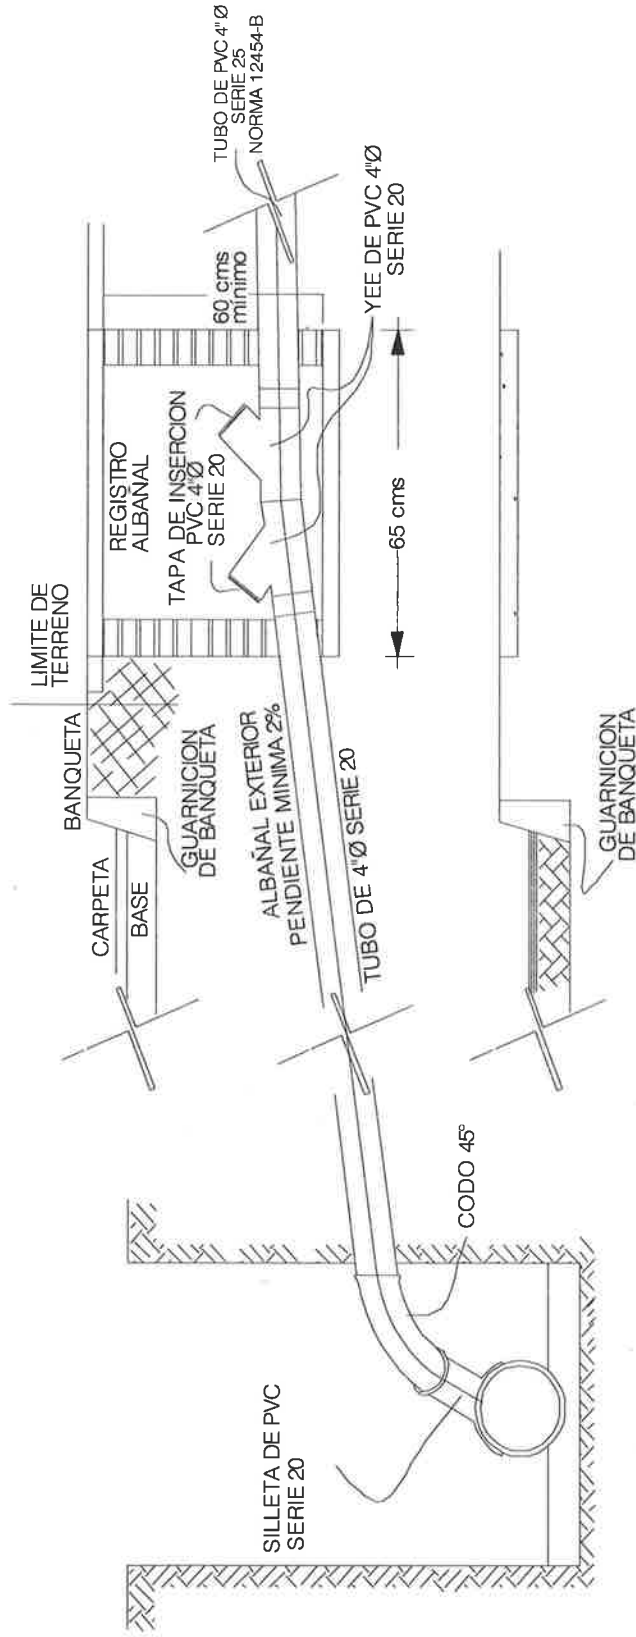 SILLETA DE PVC
SERIE 20
CODO 45°
CARPETA
BASE
BANQUETA
GUARNICION
DE BANQUETA
LIMITE DE
TERRENO
ALBAÑAL EXTERIOR
PENDIENTE MINIMA 2%
TUBO DE 4"Ø SERIE 20
REGISTRO
ALBAÑAL
TAPA DE INSERCION
PVC 4"Ø
SERIE 20
60 cms
mínimo
TUBO DE PVC 4"Ø
SERIE 25
NORMA 12454-B
YEE DE PVC 4"Ø
SERIE 20
65 cms
GUARNICION
DE BANQUETA